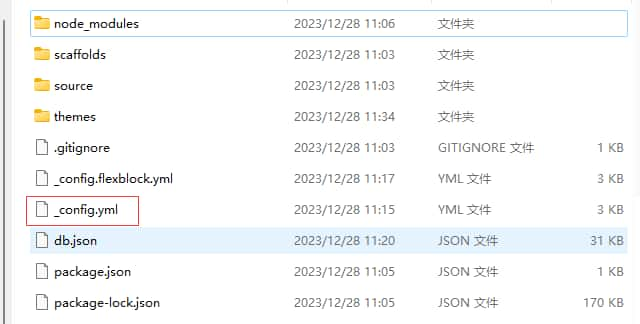 node_modules 2023/12/28 11:06 文件夹
scaffolds 2023/12/28 11:03 文件夹
source 2023/12/28 11:03 文件夹
themes 2023/12/28 11:34 文件夹
.gitignore 2023/12/28 11:03 GITIGNORE 文件 1 KB
_config.flexblock.yml 2023/12/28 11:17 YML 文件 3 KB
_config.yml 2023/12/28 11:15 YML 文件 3 KB
db.json 2023/12/28 11:20 JSON 文件 31 KB
package.json 2023/12/28 11:05 JSON 文件 1 KB
package-lock.json 2023/12/28 11:05 JSON 文件 170 KB